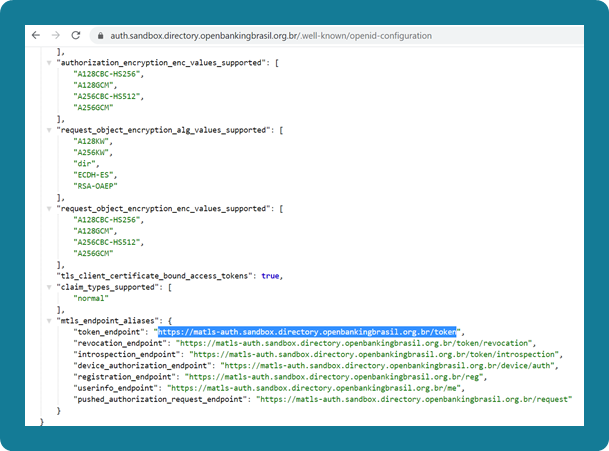 auth.sandbox.directory.openbankingbrasil.org.br/.well-known/openid-configuration
],
"authorization_encryption_enc_values_supported": [
"A128CBC-HS256",
"A128GCM",
"A256CBC-HS512",
"A256GCM"
],
"request_object_encryption_alg_values_supported": [
"A128KW",
"A256KW",
"dir",
"ECDH-ES",
"RSA-OAEP"
],
"request_object_encryption_enc_values_supported": [
"A128CBC-HS256",
"A128GCM",
"A256CBC-HS512",
"A256GCM"
],
"tls_client_certificate_bound_access_tokens": true,
"claim_types_supported": [
"normal"
],
"mtls_endpoint_aliases": {
"token_endpoint": "https://matls-auth.sandbox.directory.openbankingbrasil.org.br/token",
"revocation_endpoint": "https://matls-auth.sandbox.directory.openbankingbrasil.org.br/token/revocation",
"introspection_endpoint": "https://matls-auth.sandbox.directory.openbankingbrasil.org.br/token/introspection",
"device_authorization_endpoint": "https://matls-auth.sandbox.directory.openbankingbrasil.org.br/device/auth",
"registration_endpoint": "https://matls-auth.sandbox.directory.openbankingbrasil.org.br/reg",
"userinfo_endpoint": "https://matls-auth.sandbox.directory.openbankingbrasil.org.br/me",
"pushed_authorization_request_endpoint": "https://matls-auth.sandbox.directory.openbankingbrasil.org.br/request"
}
}